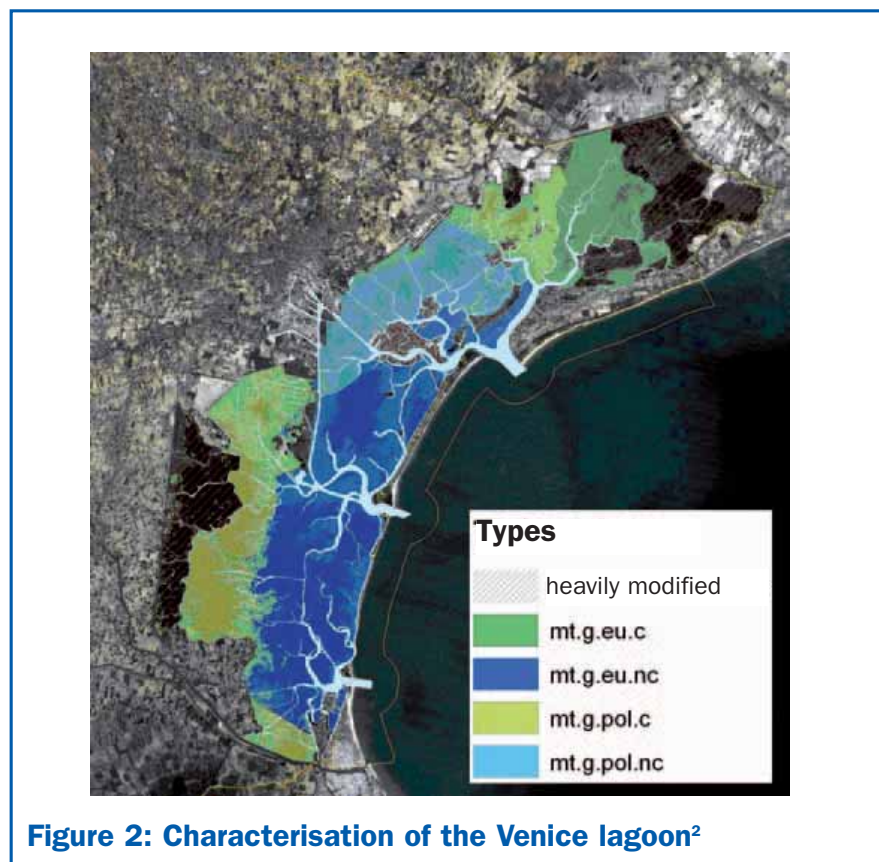 Types
heavily modified
mt.g.eu.c
mt.g.eu.nc
mt.g.pol.c
mt.g.pol.nc
Figure 2: Characterisation of the Venice lagoon²